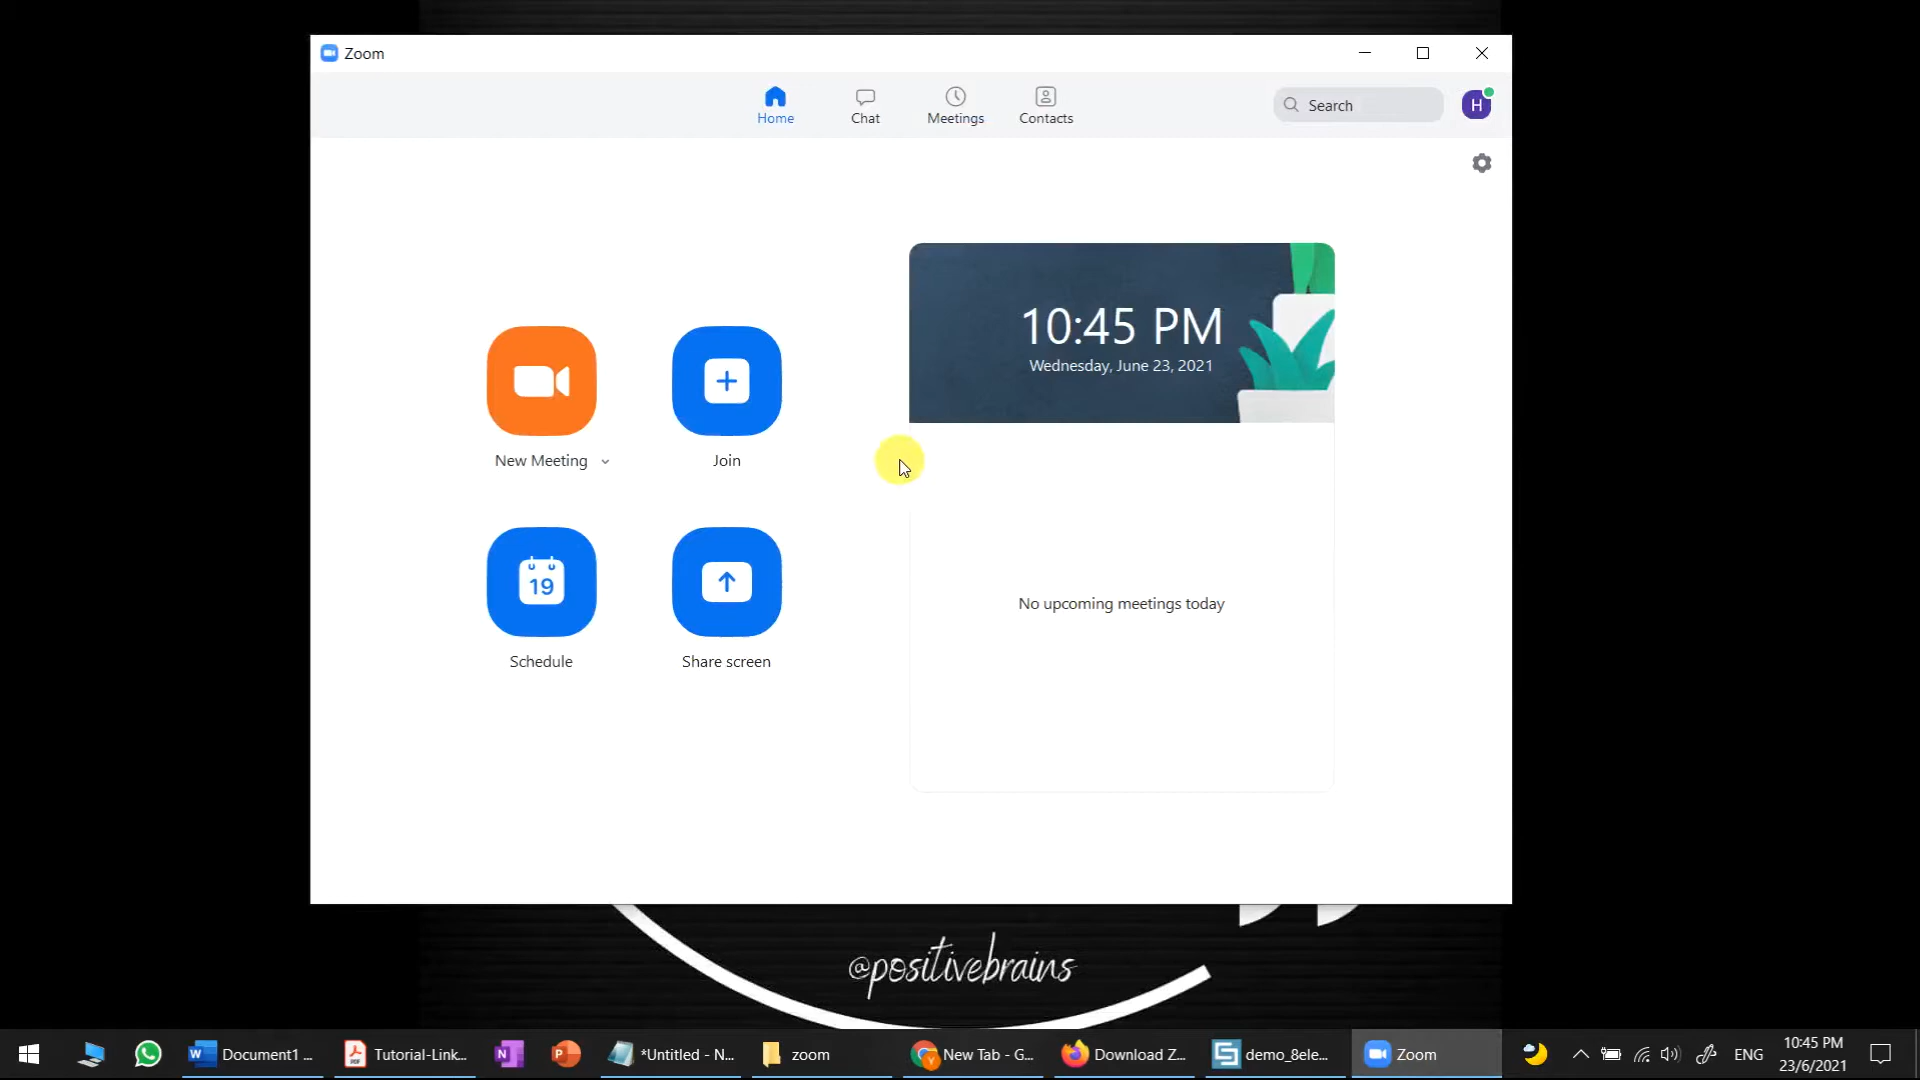 Zoom
Home
Chat
Meetings
Contacts
Search
H
10:45 PM
Wednesday, June 23, 2021
New Meeting
Join
19
Schedule
Share screen
No upcoming meetings today
@positivebrains
Document1 ...
Tutorial-Link...
*Untitled - N...
zoom
New Tab - G...
Download Z...
demo_8ele...
Zoom
ENG
10:45 PM
23/6/2021